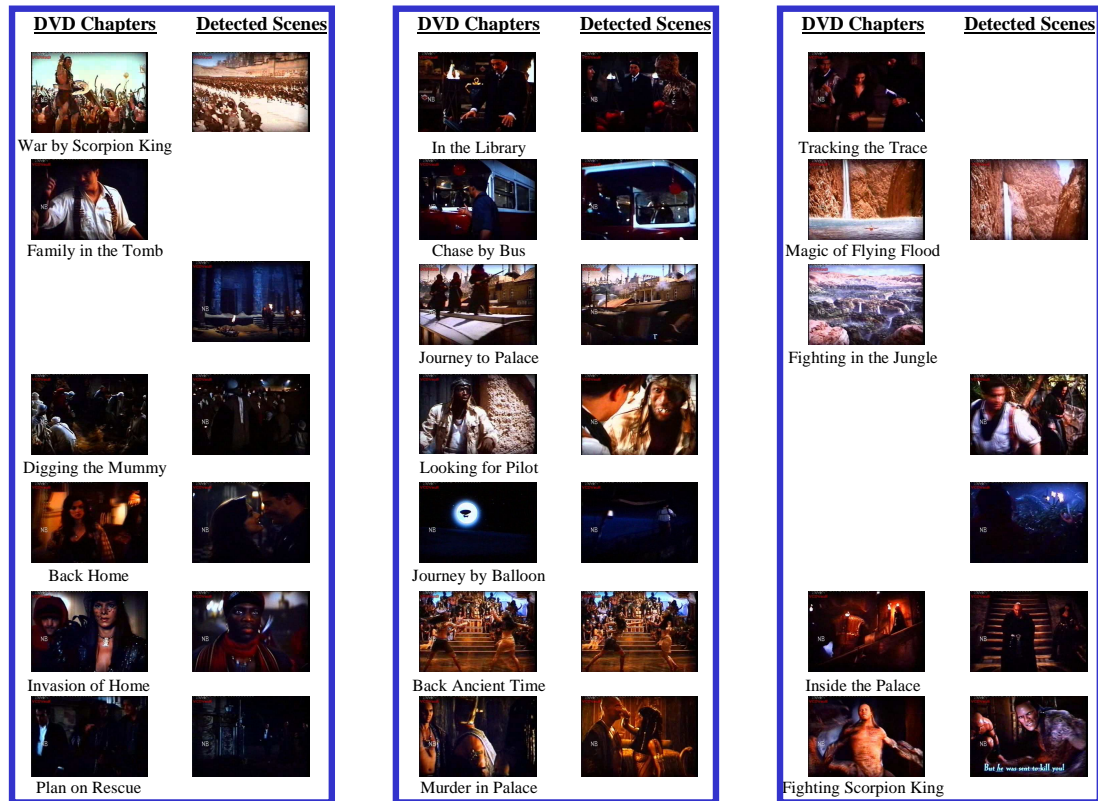 DVD Chapters Detected Scenes
War by Scorpion King
Family in the Tomb
Digging the Mummy
Back Home
Invasion of Home
Plan on Rescue
DVD Chapters Detected Scenes
In the Library
Chase by Bus
Journey to Palace
Looking for Pilot
Journey by Balloon
Back Ancient Time
Murder in Palace
DVD Chapters Detected Scenes
Tracking the Trace
Magic of Flying Flood
Fighting in the Jungle
Inside the Palace
But he was sent to kill you!
Fighting Scorpion King